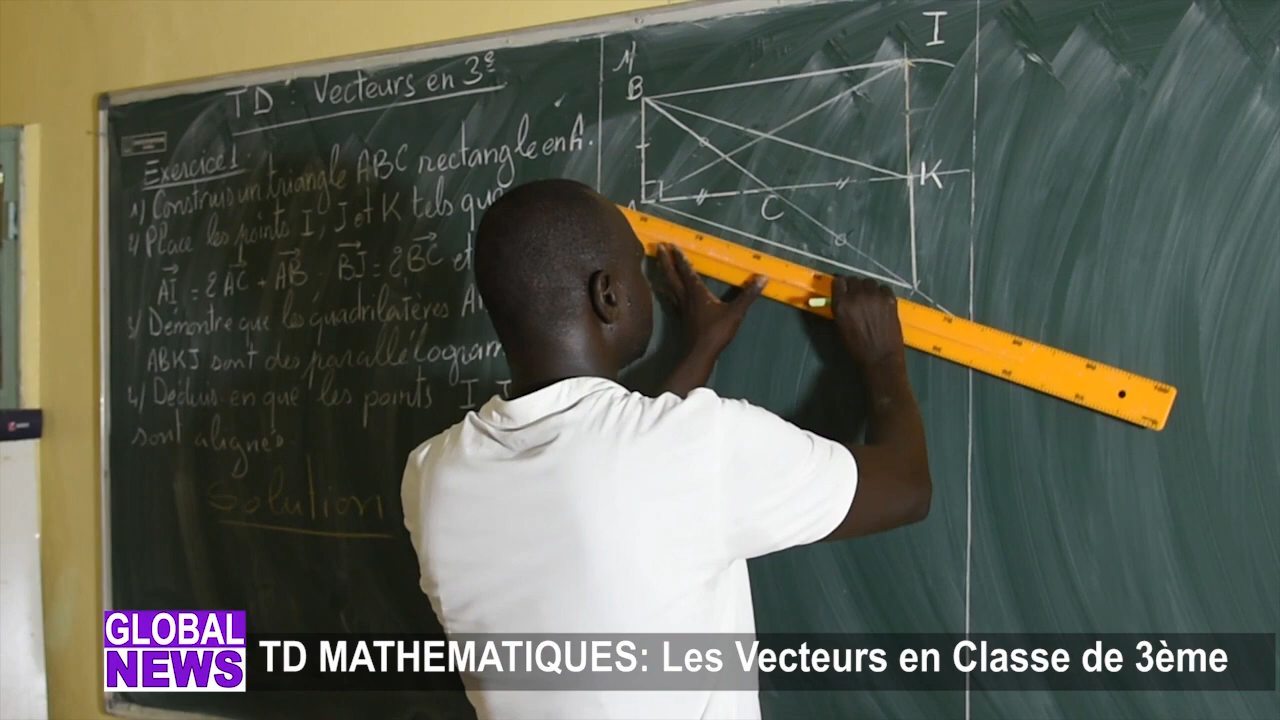 TD : Vecteurs en 3e
Exercice 1:
1) Construis un triangle ABC rectangle en A.
2) Place les points I, J et K tels que
AI = 2AC + AB ; BJ = 2BC et
3) Démontre que les quadrilatères
ABKJ sont des parallélogram
4) Déduis-en que les points I
sont alignés.
Solution
1)
I
B
K
C
GLOBAL
NEWS
TD MATHEMATIQUES: Les Vecteurs en Classe de 3ème